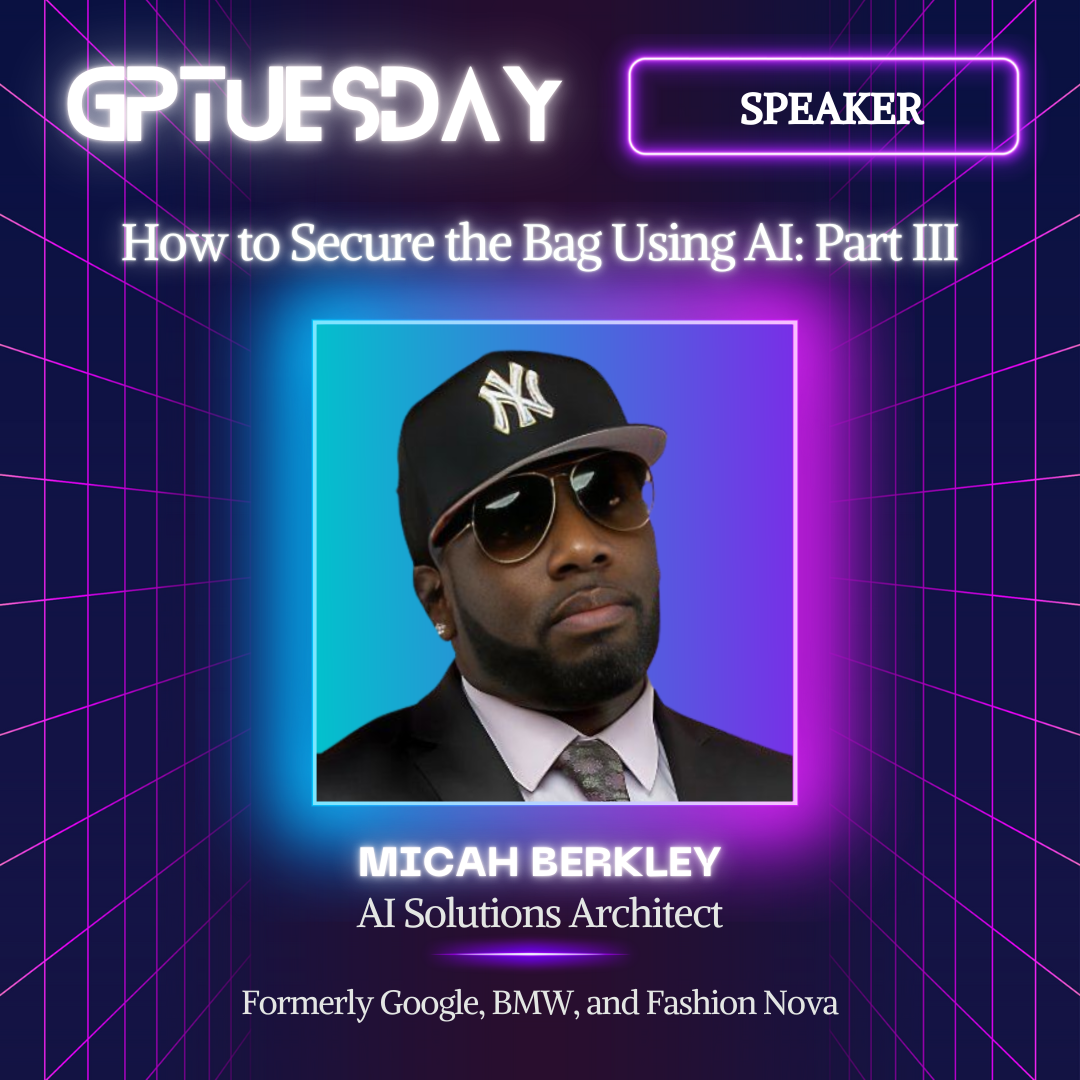 GPTUESDAY
SPEAKER
How to Secure the Bag Using AI: Part III
NY
MICAH BERKLEY
AI Solutions Architect
Formerly Google, BMW, and Fashion Nova